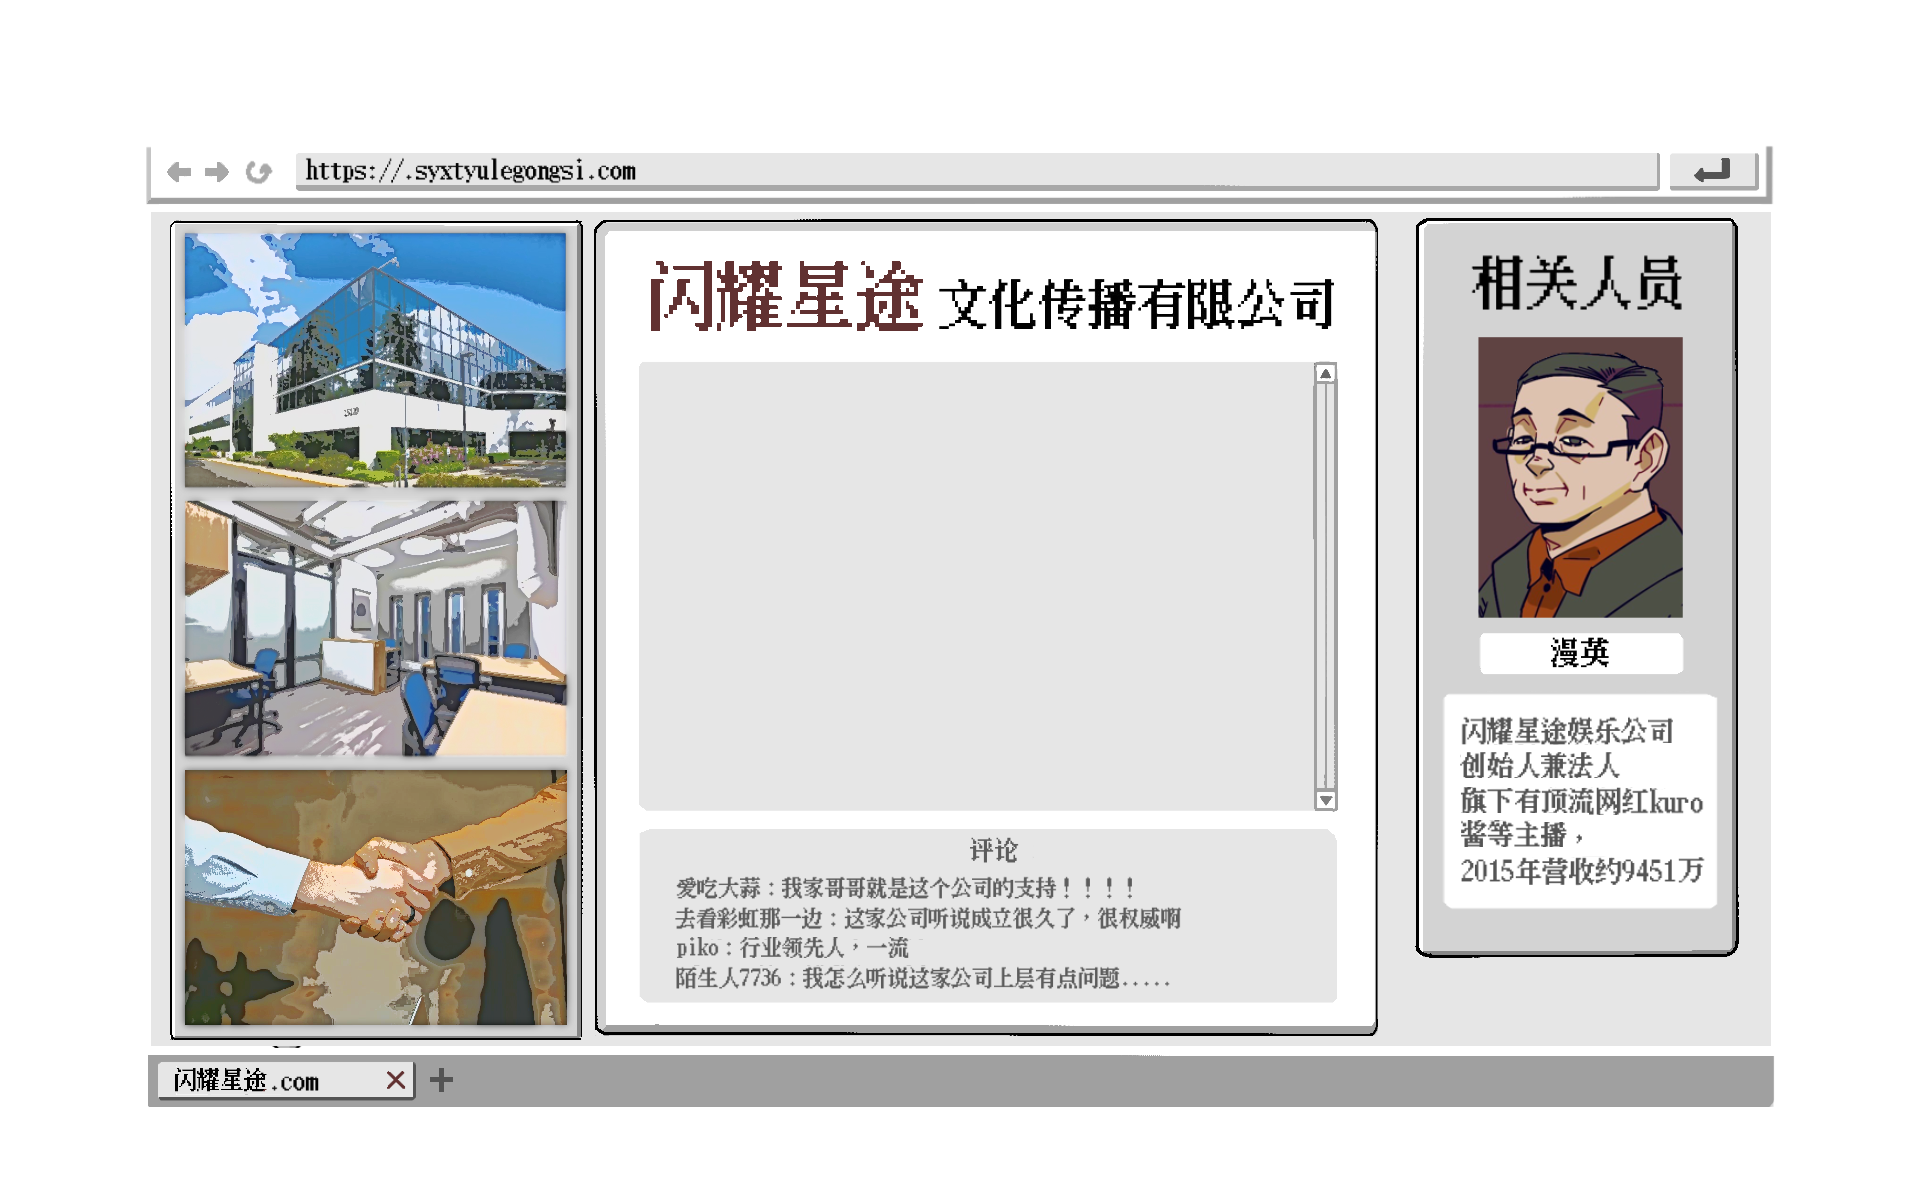 https://.syxtyulegongsi.com
闪耀星途 文化传播有限公司
评论
爱吃大蒜：我家哥哥就是这个公司的支持！！！！
去看彩虹那一边：这家公司听说成立很久了，很权威啊
piko：行业领先人，一流
陌生人7736：我怎么听说这家公司上层有点问题.....
相关人员
漫英
闪耀星途娱乐公司
创始人兼法人
旗下有顶流网红kuro
酱等主播，
2015年营收约9451万
闪耀星途.com